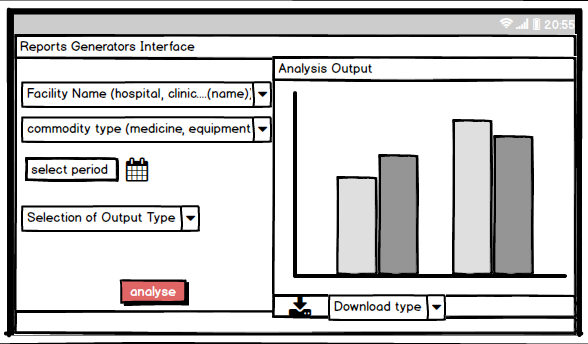 20:55
Reports Generators Interface
Analysis Output
Facility Name (hospital, clinic....(name))
commodity type (medicine, equipment
select period
Selection of Output Type
analyse
Download type